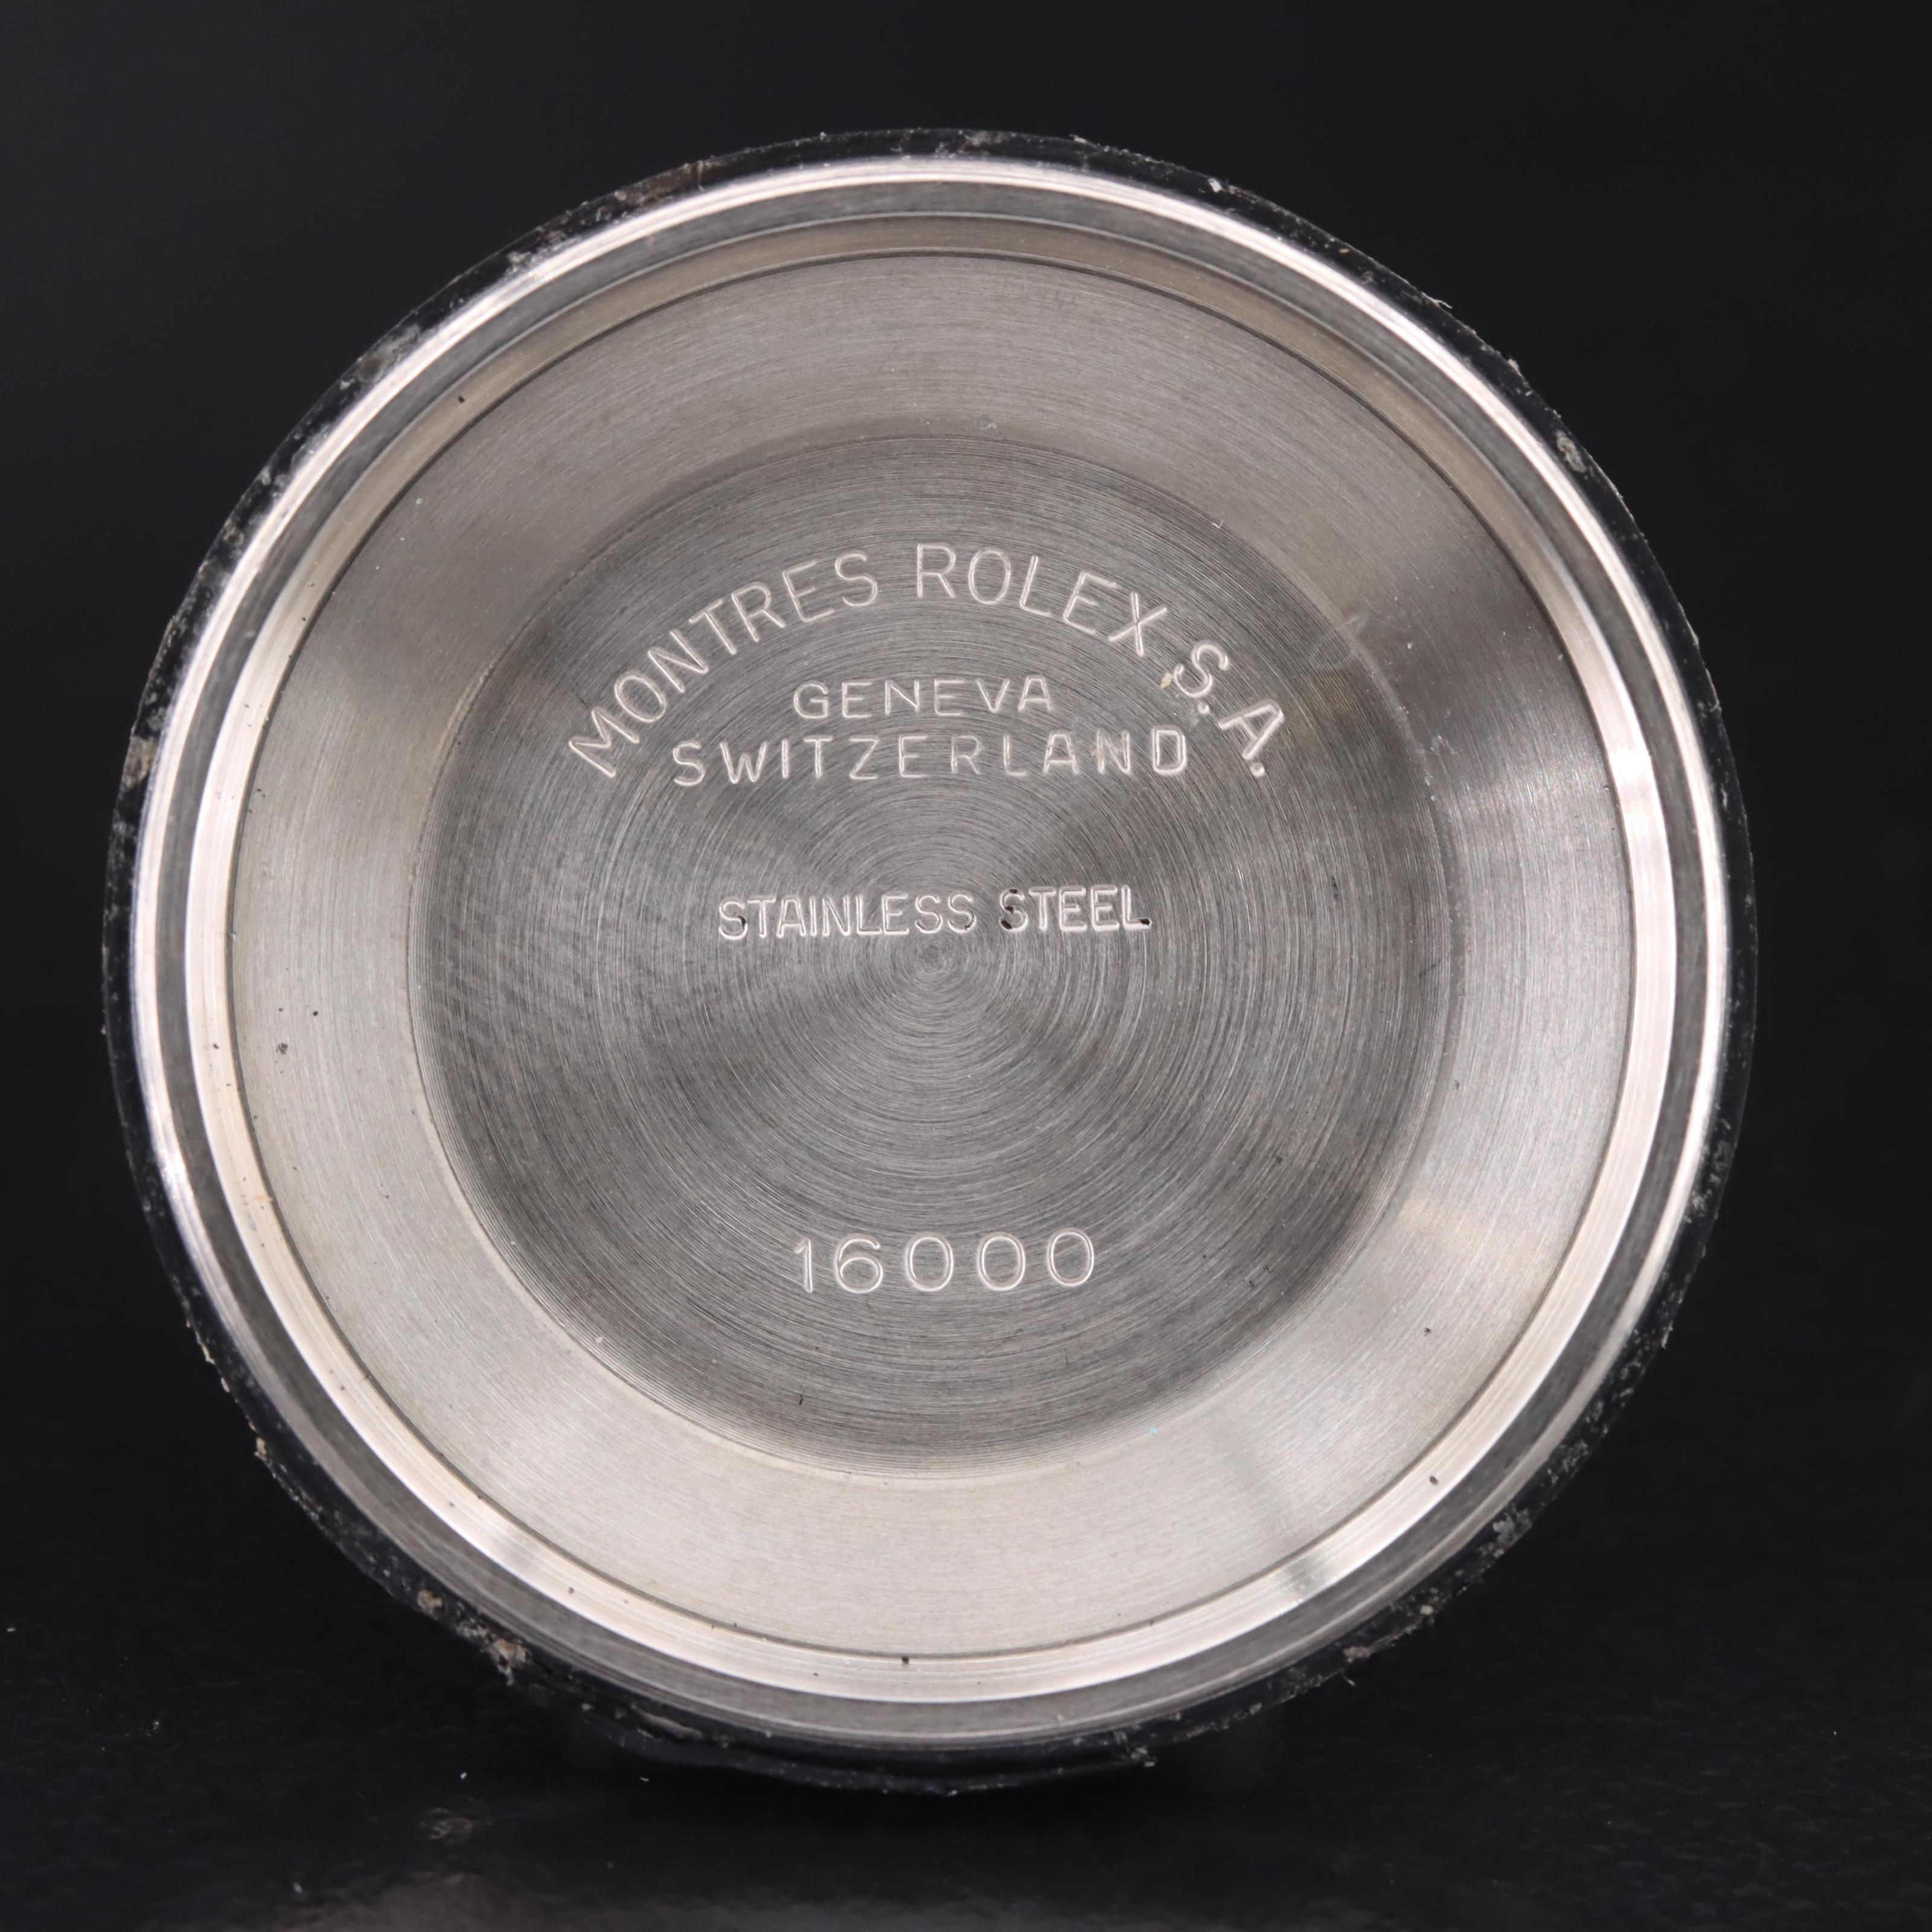 MONTRES ROLEX S.A.
GENEVA
SWITZERLAND
STAINLESS STEEL
16000